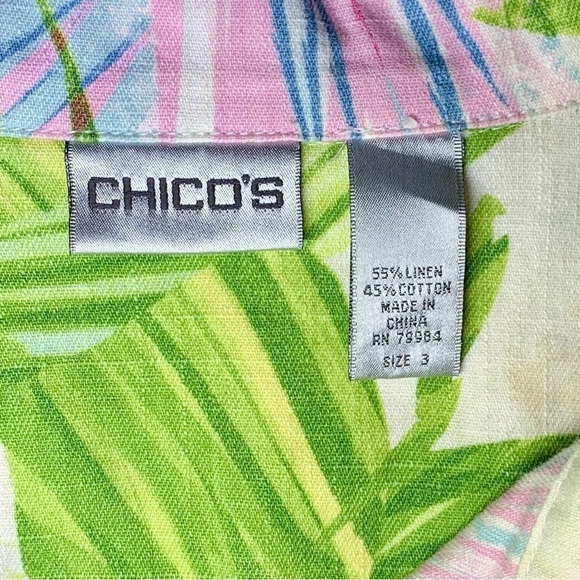 CHICO'S
55% LINEN
45% COTTON
MADE IN
CHINA
RN 79984
SIZE 3